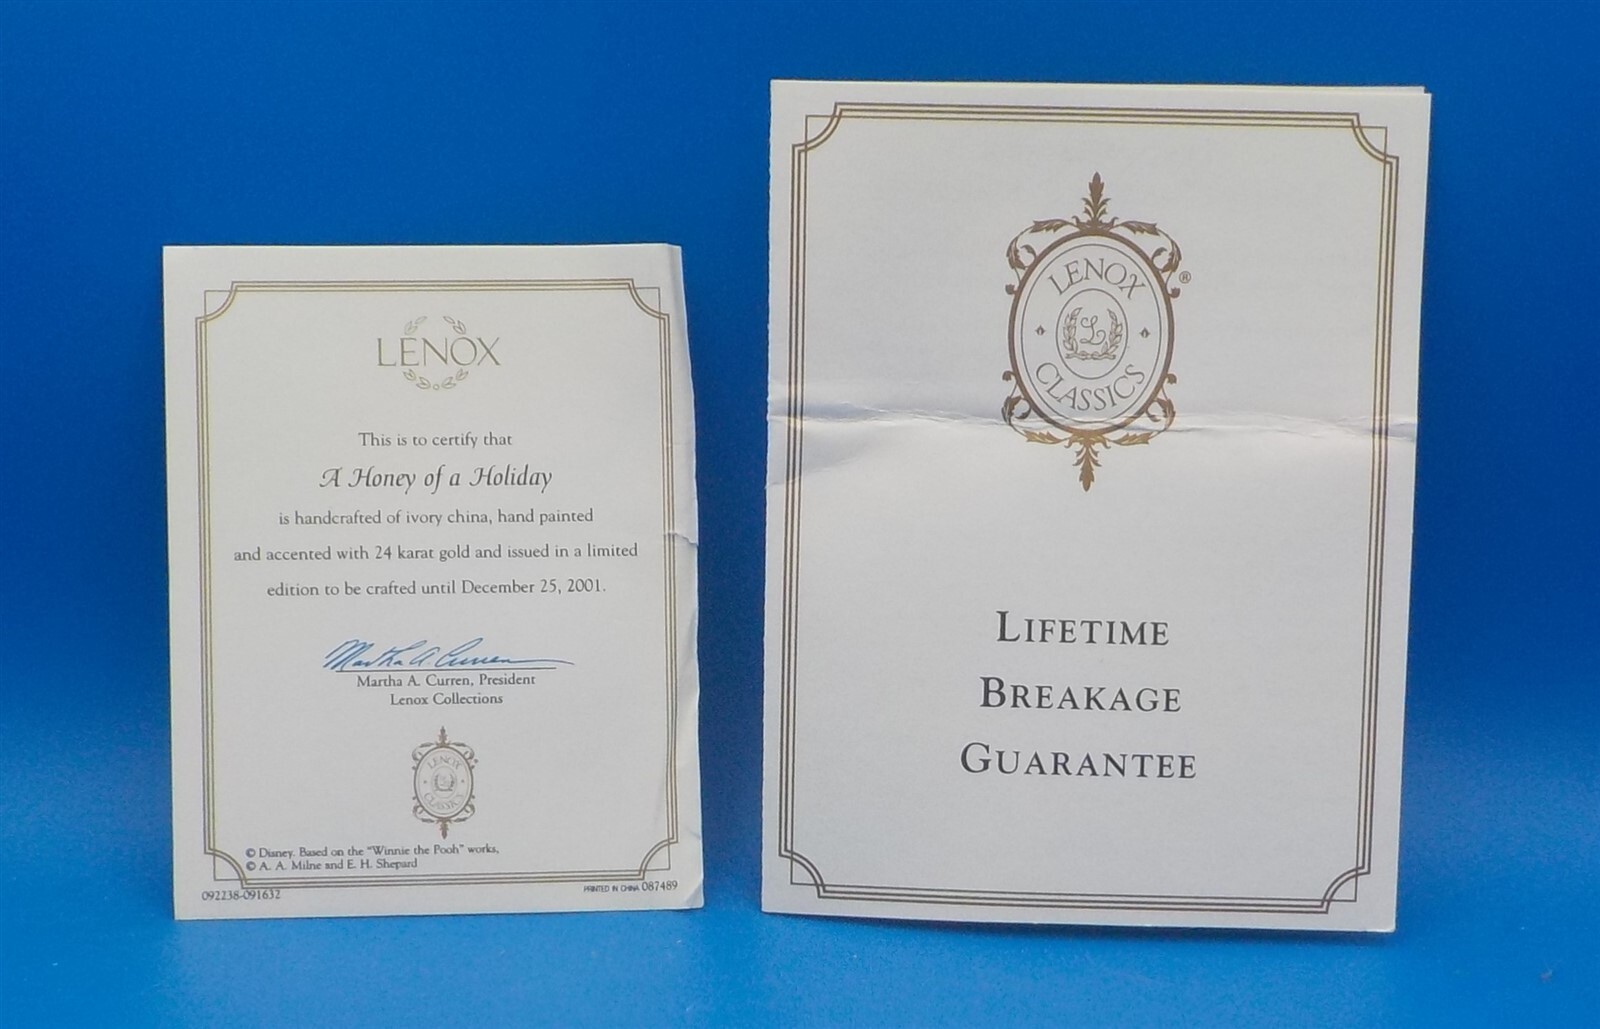 LENOX
This is to certify that
A Honey of a Holiday
is handcrafted of ivory china, hand painted
and accented with 24 karat gold and issued in a limited
edition to be crafted until December 25, 2001.
Martha A. Curren
Martha A. Curren, President
Lenox Collections
LENOX
CLASSICS
© Disney. Based on the "Winnie the Pooh" works,
© A. A. Milne and E. H. Shepard
092238-091632
PRINTED IN CHINA 087489
LENOX
®
L
CLASSICS
LIFETIME
BREAKAGE
GUARANTEE